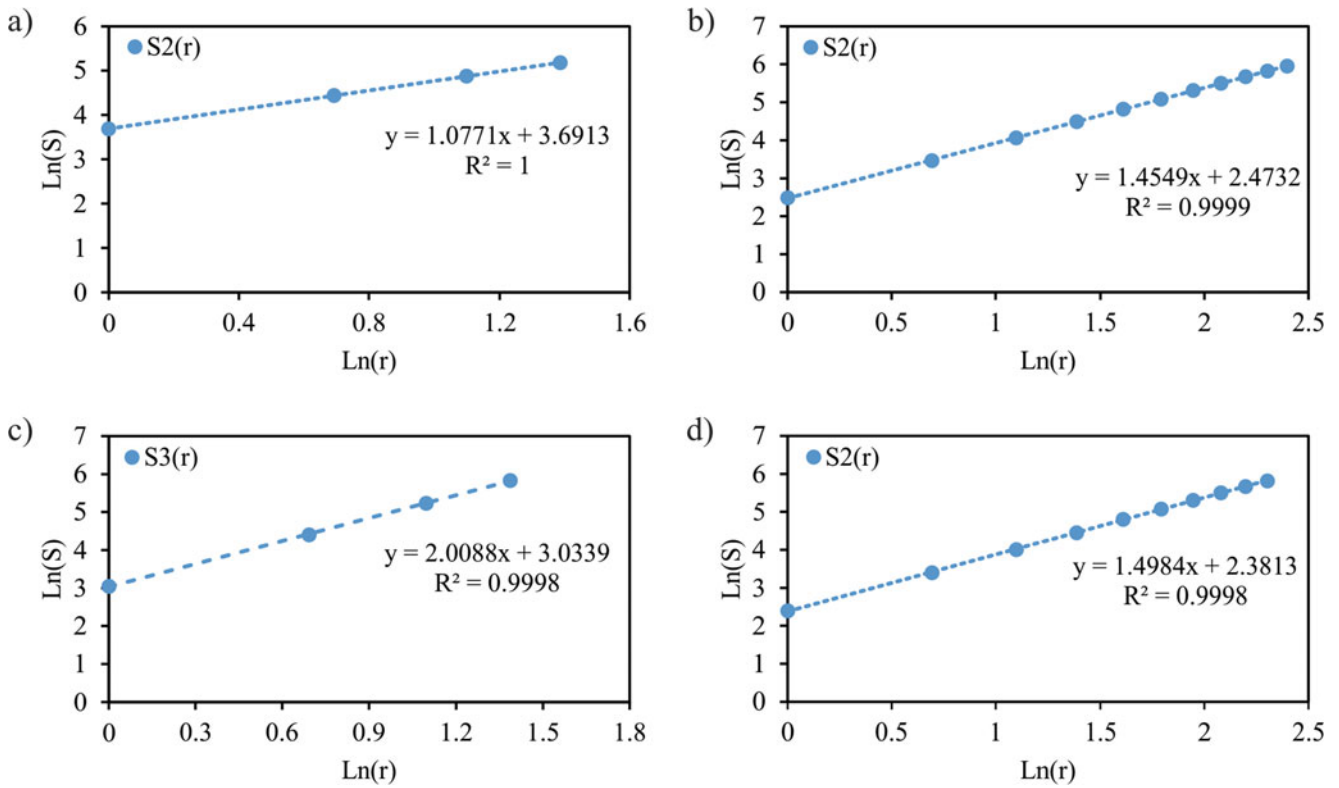 a)
6
5
4
3
2
1
0
Ln(S)
S2(r)
y = 1.0771x + 3.6913
R² = 1
0 0.4 0.8 1.2 1.6
Ln(r)
b)
7
6
5
4
3
2
1
0
Ln(S)
S2(r)
y = 1.4549x + 2.4732
R² = 0.9999
0 0.5 1 1.5 2 2.5
Ln(r)
c)
7
6
5
4
3
2
1
0
Ln(S)
S3(r)
y = 2.0088x + 3.0339
R² = 0.9998
0 0.3 0.6 0.9 1.2 1.5 1.8
Ln(r)
d)
7
6
5
4
3
2
1
0
Ln(S)
S2(r)
y = 1.4984x + 2.3813
R² = 0.9998
0 0.5 1 1.5 2 2.5
Ln(r)